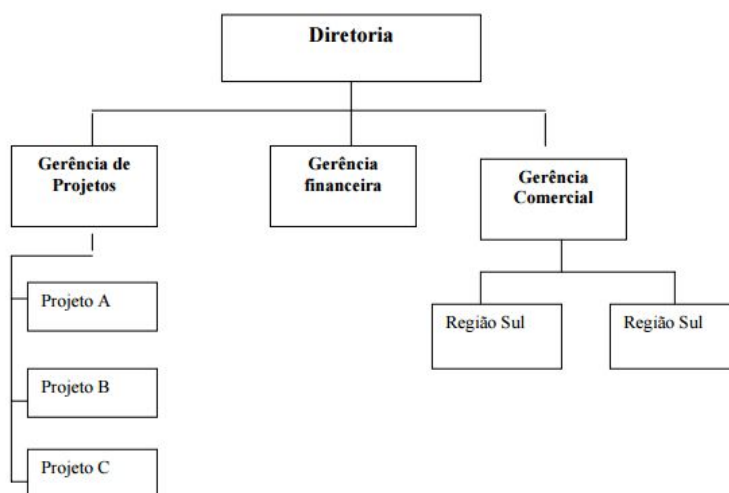 Diretoria
Gerência de
Projetos
Gerência
financeira
Gerência
Comercial
Projeto A
Projeto B
Projeto C
Região Sul
Região Sul